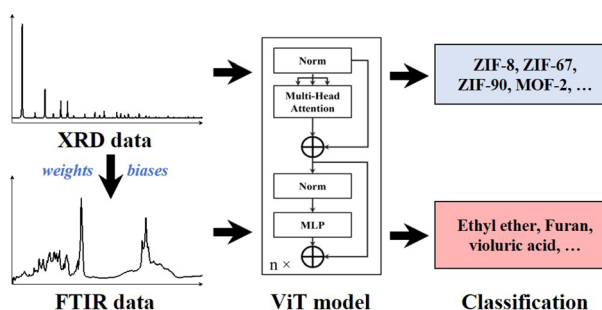 XRD data
weights biases
FTIR data
Norm
Multi-Head
Attention
Norm
MLP
n ×
ViT model
ZIF-8, ZIF-67,
ZIF-90, MOF-2, …
Ethyl ether, Furan,
violuric acid, …
Classification